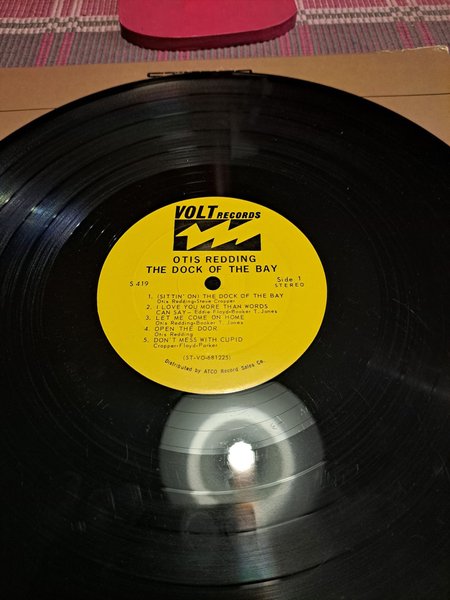 VOLT RECORDS
OTIS REDDING
THE DOCK OF THE BAY
S 419
Side 1
STEREO
1. (SITTIN' ON) THE DOCK OF THE BAY
Otis Redding-Steve Cropper
2. I LOVE YOU MORE THAN WORDS
CAN SAY - Eddie Floyd-Booker T. Jones
3. LET ME COME ON HOME
Otis Redding-Booker T. Jones
4. OPEN THE DOOR
Otis Redding
5. DON'T MESS WITH CUPID
Cropper-Floyd-Parker
(ST-VO-681225)
Distributed by ATCO Record Sales Co.